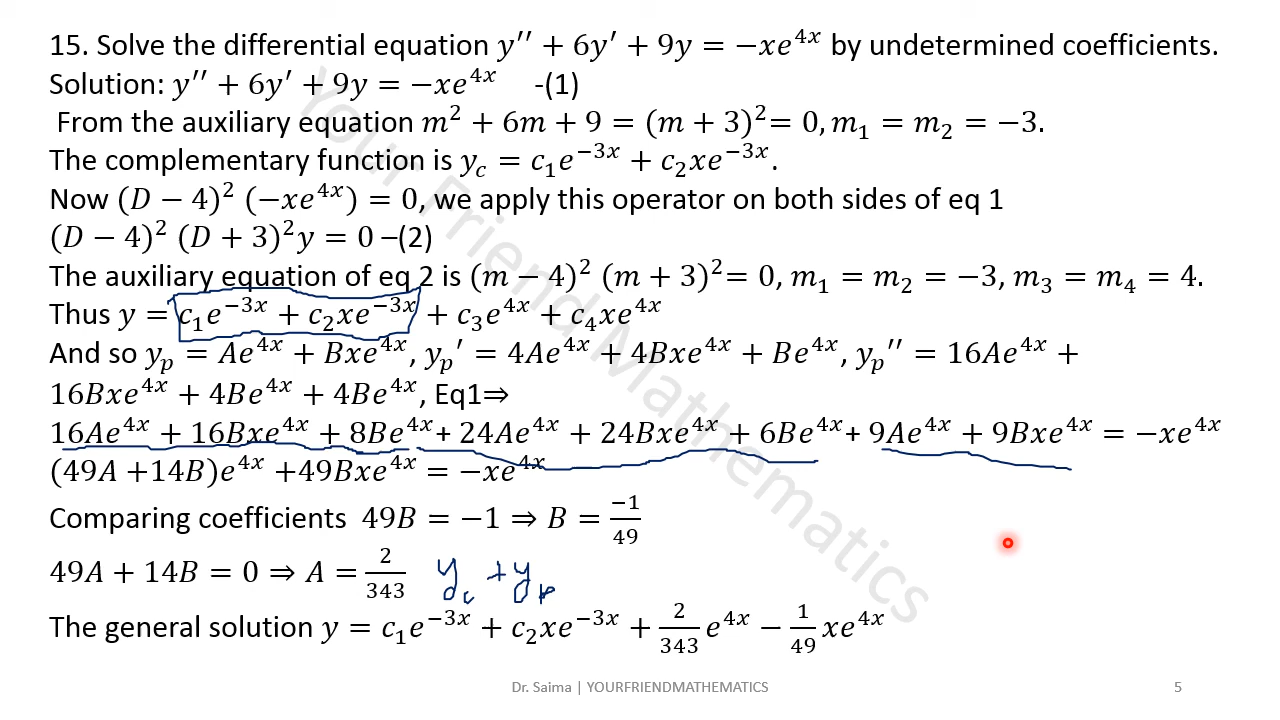 15. Solve the differential equation y′′ + 6y′ + 9y = −xe^{4x} by undetermined coefficients.
Solution: y′′ + 6y′ + 9y = −xe^{4x} -(1)
From the auxiliary equation m² + 6m + 9 = (m + 3)²= 0, m₁ = m₂ = −3.
The complementary function is y_c = c₁e^{−3x} + c₂xe^{−3x}.
Now (D − 4)² (−xe^{4x}) = 0, we apply this operator on both sides of eq 1
(D − 4)² (D + 3)²y = 0 –(2)
The auxiliary equation of eq 2 is (m − 4)² (m + 3)²= 0, m₁ = m₂ = −3, m₃ = m₄ = 4.
Thus y = c₁e^{−3x} + c₂xe^{−3x} + c₃e^{4x} + c₄xe^{4x}
And so y_p = Ae^{4x} + Bxe^{4x}, y_p′ = 4Ae^{4x} + 4Bxe^{4x} + Be^{4x}, y_p′′ = 16Ae^{4x} +
16Bxe^{4x} + 4Be^{4x} + 4Be^{4x}, Eq1⇒
16Ae^{4x} + 16Bxe^{4x} + 8Be^{4x}+ 24Ae^{4x} + 24Bxe^{4x} + 6Be^{4x}+ 9Ae^{4x} + 9Bxe^{4x} = −xe^{4x}
(49A +14B)e^{4x} +49Bxe^{4x} = −xe^{4x}
Comparing coefficients 49B = −1 ⇒ B = −1/49
49A + 14B = 0 ⇒ A = 2/343 y_c + y_p
The general solution y = c₁e^{−3x} + c₂xe^{−3x} + 2/343 e^{4x} − 1/49 xe^{4x}
Your Friend Mathematics
Dr. Saima | YOURFRIENDMATHEMATICS 5